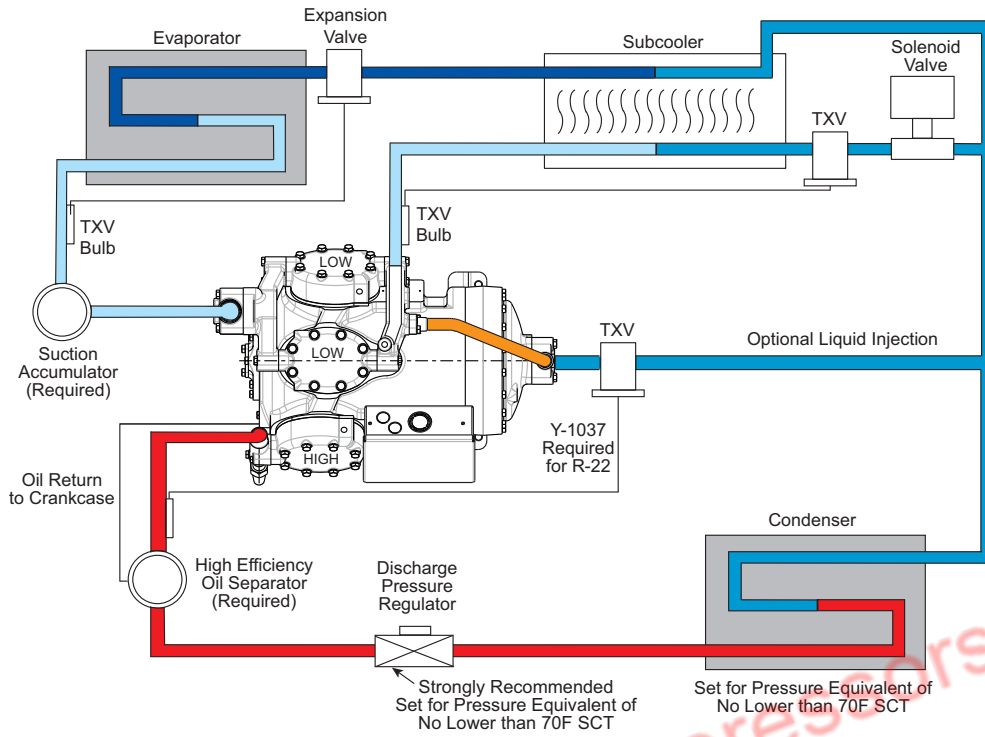 Expansion
Valve
Evaporator
Subcooler
Solenoid
Valve
TXV
TXV
Bulb
TXV
Bulb
LOW
LOW
HIGH
Suction
Accumulator
(Required)
TXV
Optional Liquid Injection
Y-1037
Required
for R-22
Oil Return
to Crankcase
High Efficiency
Oil Separator
(Required)
Discharge
Pressure
Regulator
Condenser
Strongly Recommended
Set for Pressure Equivalent of
No Lower than 70F SCT
Set for Pressure Equivalent of
No Lower than 70F SCT